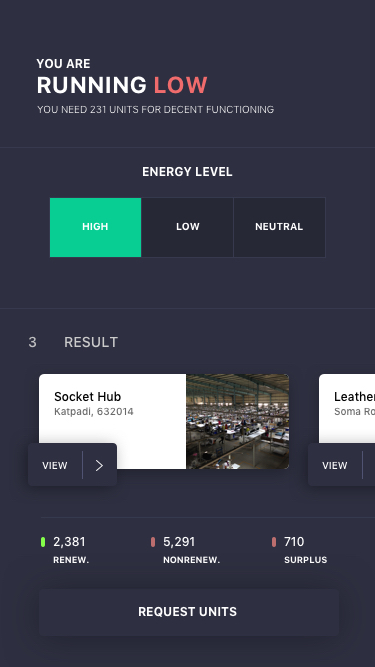 YOU ARE
RUNNING LOW
YOU NEED 231 UNITS FOR DECENT FUNCTIONING
ENERGY LEVEL
HIGH LOW NEUTRAL
3 RESULT
Socket Hub
Katpadi, 632014
VIEW
Leather
Soma Ro
VIEW
2,381 5,291 710
RENEW. NONRENEW. SURPLUS
REQUEST UNITS